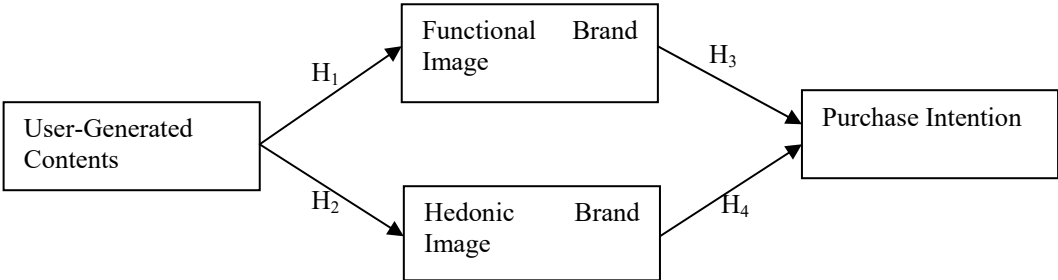 Functional Brand
Image
H₁
H₃
User-Generated
Contents
Purchase Intention
H₂
Hedonic Brand
Image
H₄